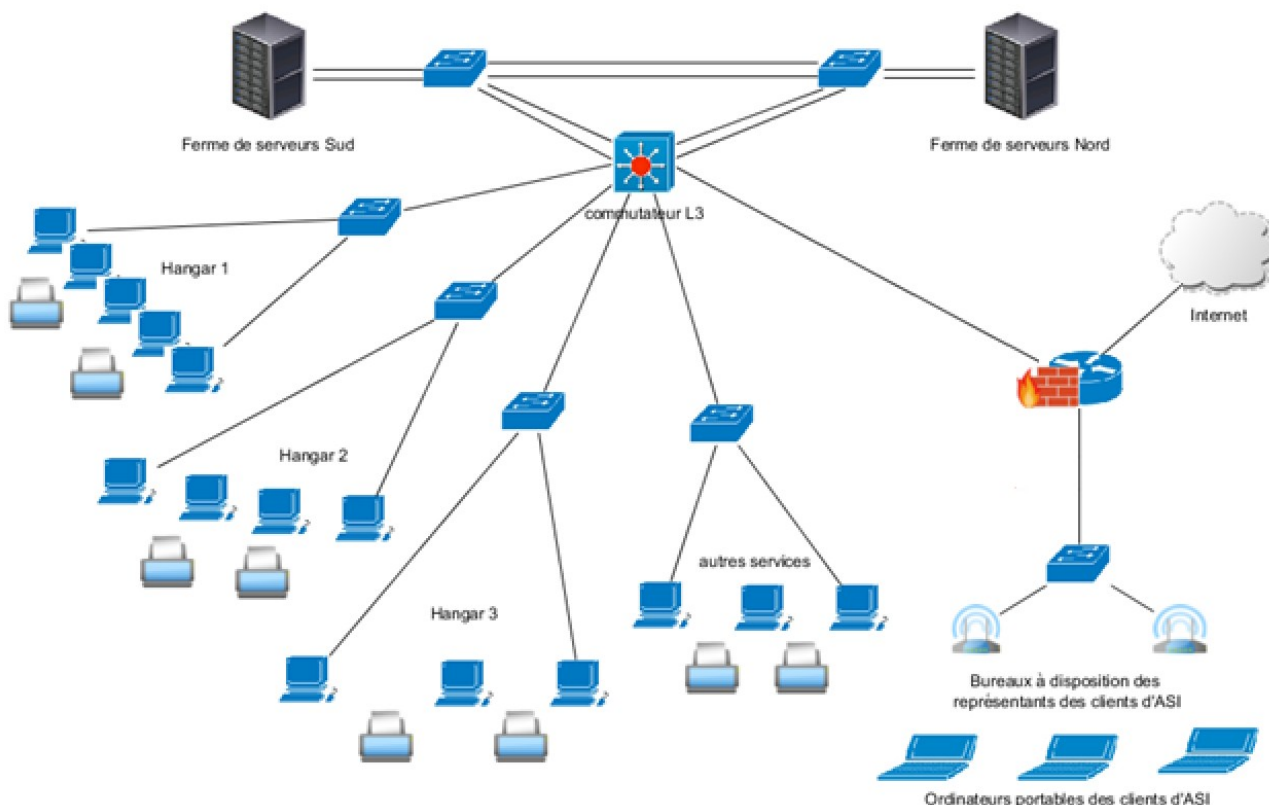 Ferme de serveurs Sud
Ferme de serveurs Nord
commutateur L3
Hangar 1
Internet
Hangar 2
autres services
Hangar 3
Bureaux à disposition des
représentants des clients d'ASI
Ordinateurs portables des clients d'ASI